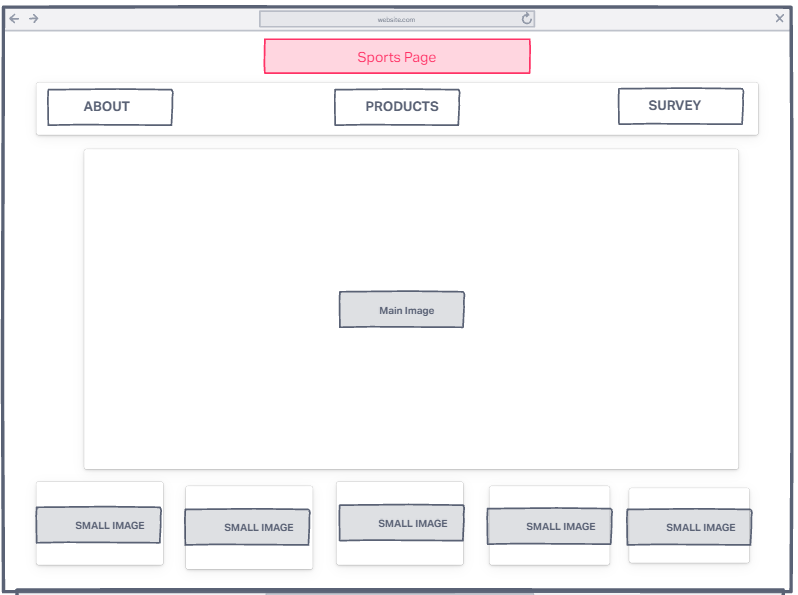 website.com
Sports Page
ABOUT
PRODUCTS
SURVEY
Main Image
SMALL IMAGE
SMALL IMAGE
SMALL IMAGE
SMALL IMAGE
SMALL IMAGE